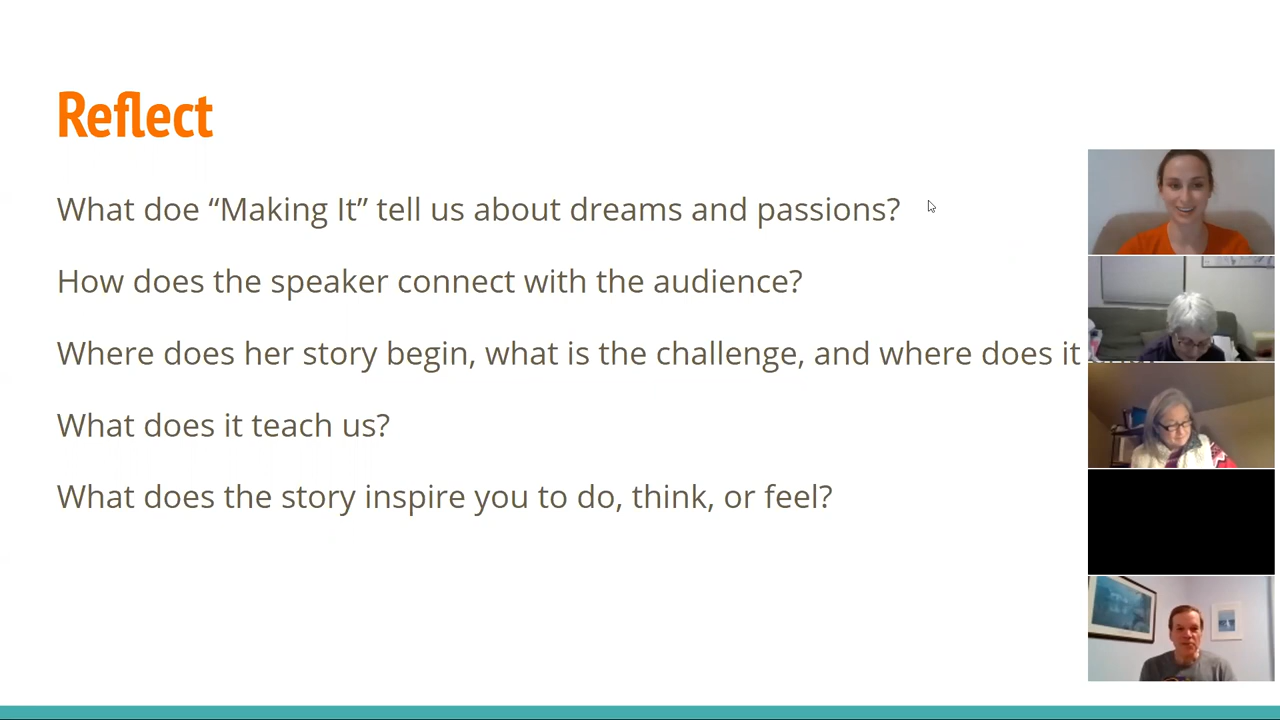 Reflect
What doe “Making It” tell us about dreams and passions?
How does the speaker connect with the audience?
Where does her story begin, what is the challenge, and where does it
What does it teach us?
What does the story inspire you to do, think, or feel?